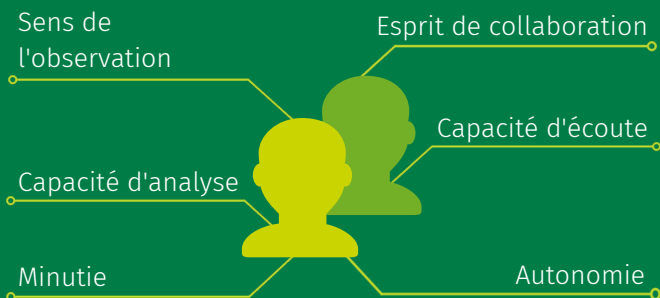 Sens de
l'observation
Esprit de collaboration
Capacité d'écoute
Capacité d'analyse
Minutie
Autonomie